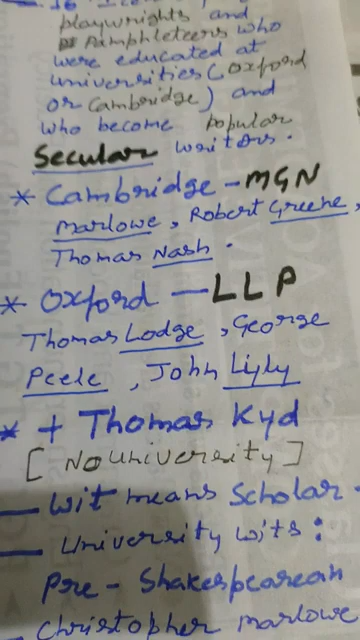 playwrights and
Pamphleteers who
were educated at
universities (Oxford
or Cambridge) and
who become popular
Secular writers.
* Cambridge - MGN
Marlowe, Robert Greene,
Thomas Nash.
* Oxford — LLP
Thomas Lodge, George
Peele, John Lyly
* + Thomas Kyd
[NO University]
— Wit means Scholar.
— University wits:
Pre - Shakespearean
Christopher Marlowe